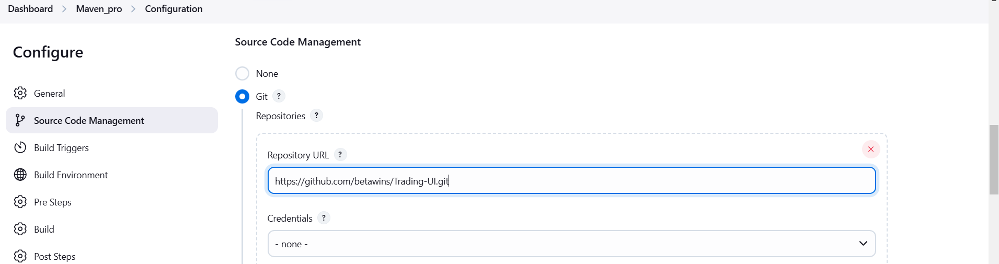 Dashboard > Maven_pro > Configuration
Configure
General
Source Code Management
Build Triggers
Build Environment
Pre Steps
Build
Post Steps
Source Code Management
None
Git ?
Repositories ?
Repository URL ?
https://github.com/betawins/Trading-UI.git
Credentials ?
- none -